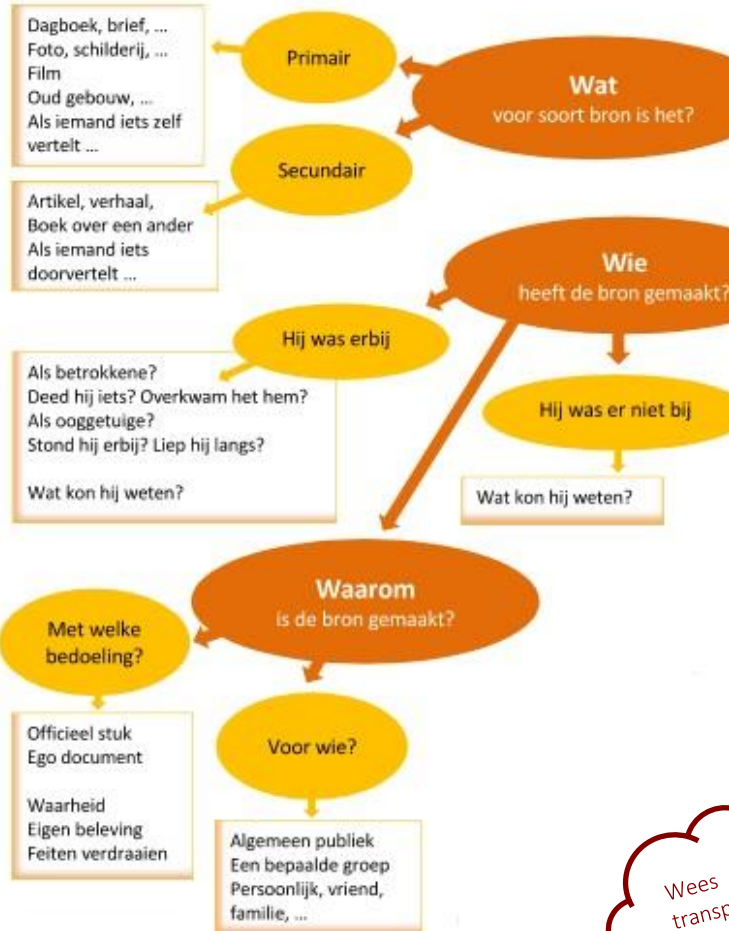 Wat
voor soort bron is het?
Primair
Dagboek, brief, ...
Foto, schilderij, ...
Film
Oud gebouw, ...
Als iemand iets zelf
vertelt ...
Secundair
Artikel, verhaal,
Boek over een ander
Als iemand iets
doorvertelt ...
Wie
heeft de bron gemaakt?
Hij was erbij
Als betrokkene?
Deed hij iets? Overkwam het hem?
Als ooggetuige?
Stond hij erbij? Liep hij langs?
Wat kon hij weten?
Hij was er niet bij
Wat kon hij weten?
Waarom
is de bron gemaakt?
Met welke
bedoeling?
Officieel stuk
Ego document
Waarheid
Eigen beleving
Feiten verdraaien
Voor wie?
Algemeen publiek
Een bepaalde groep
Persoonlijk, vriend,
familie, ...
Wees